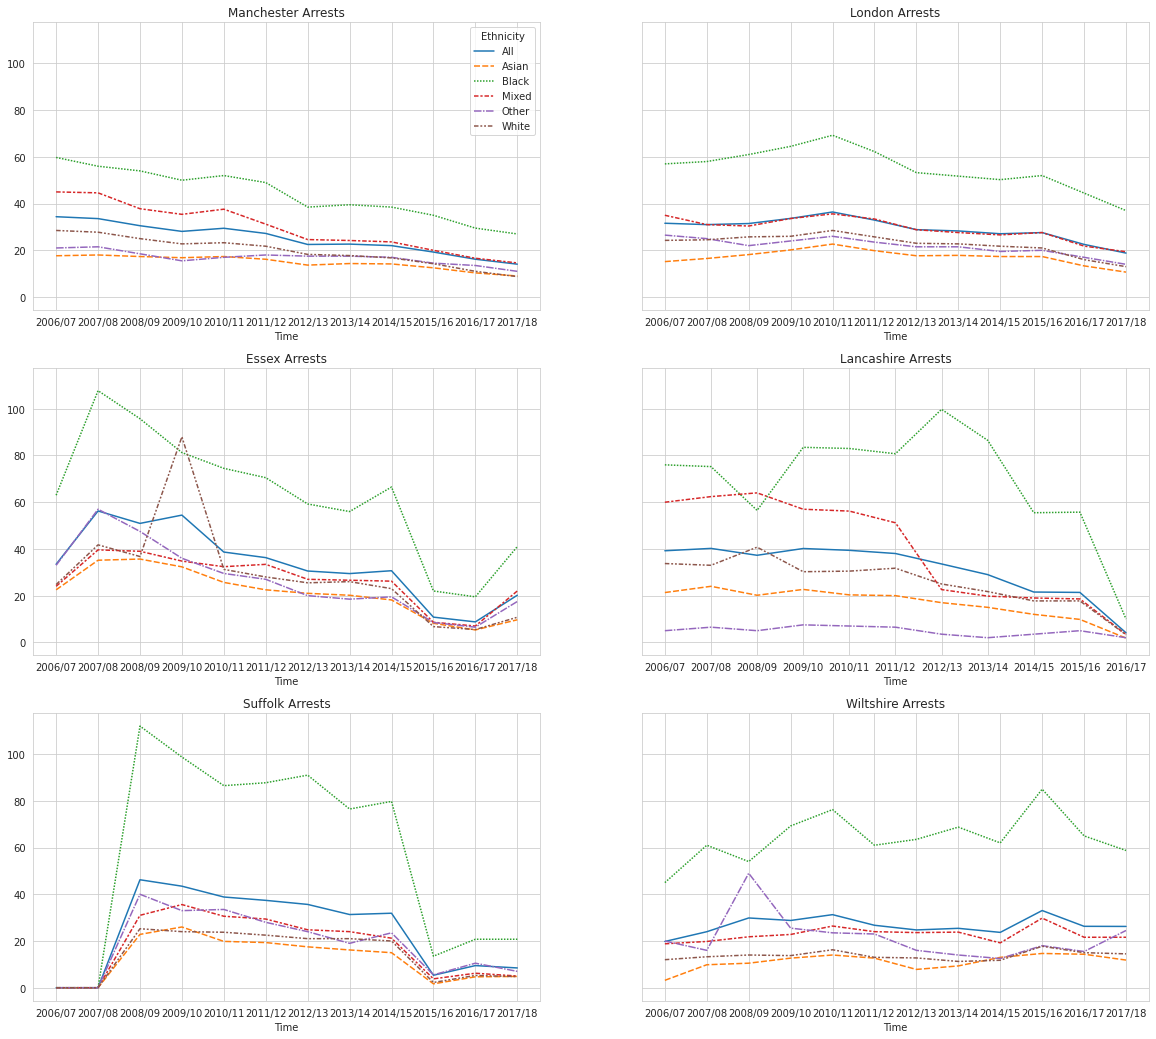 Manchester Arrests
London Arrests
Ethnicity
All
Asian
Black
Mixed
Other
White
100
80
60
40
20
0
2006/07 2007/08 2008/09 2009/10 2010/11 2011/12 2012/13 2013/14 2014/15 2015/16 2016/17 2017/18
Time
2006/07 2007/08 2008/09 2009/10 2010/11 2011/12 2012/13 2013/14 2014/15 2015/16 2016/17 2017/18
Time
Essex Arrests
Lancashire Arrests
100
80
60
40
20
0
2006/07 2007/08 2008/09 2009/10 2010/11 2011/12 2012/13 2013/14 2014/15 2015/16 2016/17 2017/18
Time
2006/07 2007/08 2008/09 2009/10 2010/11 2011/12 2012/13 2013/14 2014/15 2015/16 2016/17
Time
Suffolk Arrests
Wiltshire Arrests
100
80
60
40
20
0
2006/07 2007/08 2008/09 2009/10 2010/11 2011/12 2012/13 2013/14 2014/15 2015/16 2016/17 2017/18
Time
2006/07 2007/08 2008/09 2009/10 2010/11 2011/12 2012/13 2013/14 2014/15 2015/16 2016/17 2017/18
Time